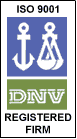 ISO 9001
DNV
REGISTERED
FIRM